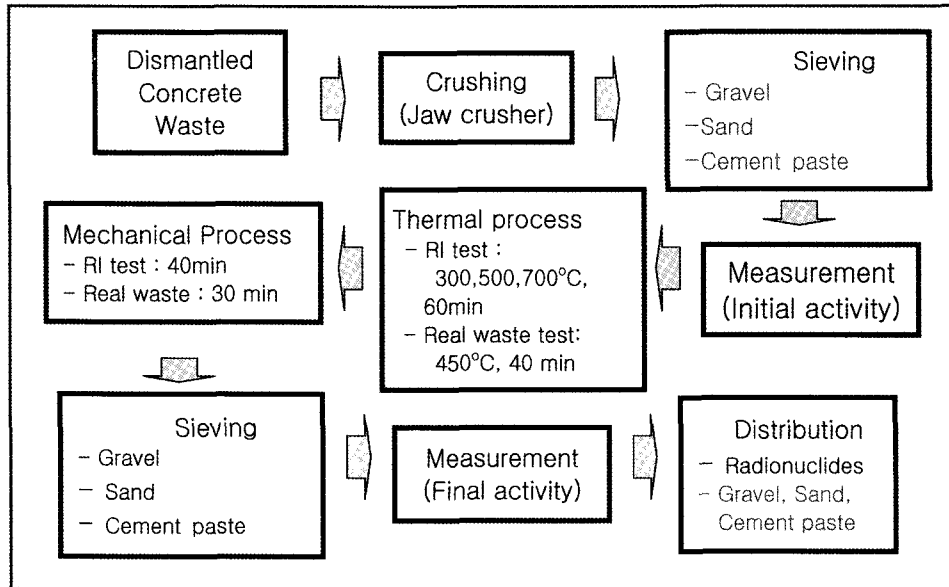 Dismantled
Concrete
Waste
Crushing
(Jaw crusher)
Sieving
- Gravel
-Sand
-Cement paste
Measurement
(Initial activity)
Thermal process
- RI test :
300,500,700°C,
60min
- Real waste test:
450°C, 40 min
Mechanical Process
- RI test : 40min
- Real waste : 30 min
Sieving
- Gravel
- Sand
- Cement paste
Measurement
(Final activity)
Distribution
- Radionuclides
- Gravel, Sand,
Cement paste